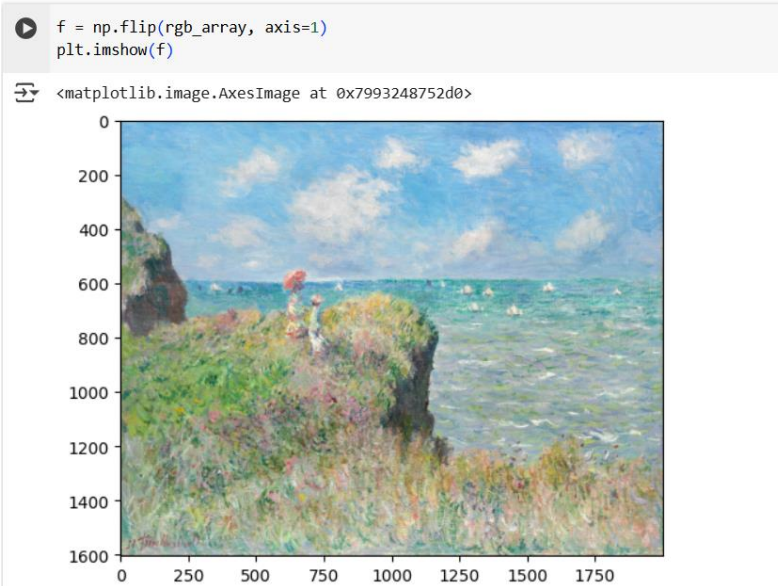 f = np.flip(rgb_array, axis=1)
plt.imshow(f)
<matplotlib.image.AxesImage at 0x7993248752d0>
0
200
400
600
800
1000
1200
1400
1600
0 250 500 750 1000 1250 1500 1750